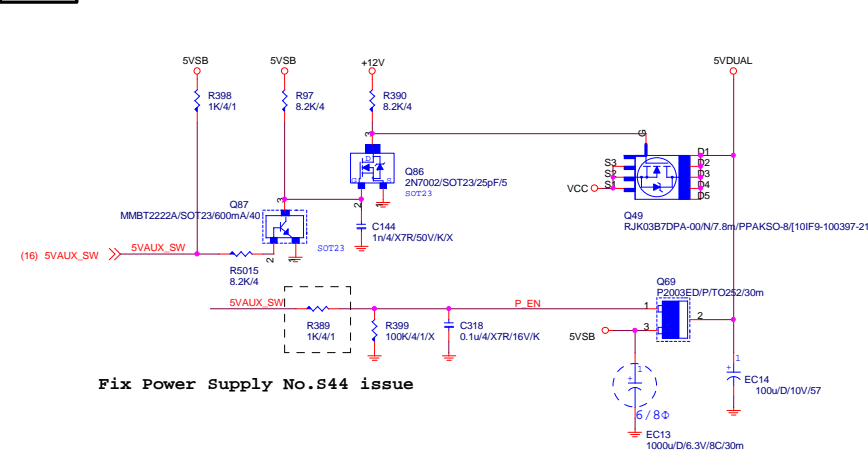 5VSB
5VSB
+12V
5VDUAL
R398
1K/4/1
R97
8.2K/4
R390
8.2K/4
3
G
D
G
S
2
1
Q86
2N7002/SOT23/25pF/5
SOT23
S3
S2
S1
VCC
D1
D2
D3
D4
D5
Q49
RJK03B7DPA-00/N/7.8m/PPAKSO-8/[10IF9-100397-21
Q87
MMBT2222A/SOT23/600mA/40
3
2
1
SOT23
C144
1n/4/X7R/50V/K/X
(16) 5VAUX_SW
5VAUX_SW
R5015
8.2K/4
Q69
P2003ED/P/TO252/30m
5VAUX_SW
R389
1K/4/1
R399
100K/4/1/X
C318
0.1u/4/X7R/16V/K
P_EN
1
3
2
5VSB
Fix Power Supply No.S44 issue
1
+
6/8Φ
EC13
1000u/D/6.3V/8C/30m
1
+
EC14
100u/D/10V/57